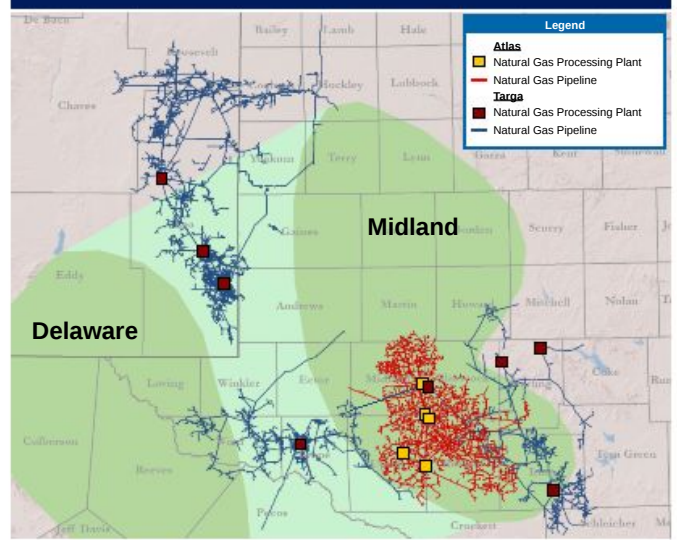 De Baca
Bailey
Lamb
Hale
Roosevelt
Legend
Atlas
Natural Gas Processing Plant
Natural Gas Pipeline
Targa
Natural Gas Processing Plant
Natural Gas Pipeline
Chaves
Hockley
Lubbock
Yoakum
Terry
Lynn
Garza
Kent
Gaines
Midland
Scurry
Fisher
Eddy
Andrews
Martin
Howard
Mitchell
Nolan
Delaware
Loving
Winkler
Ector
Coke
Culberson
Reeves
Tom Green
Pecos
Crockett
Schleicher
Jeff Davis